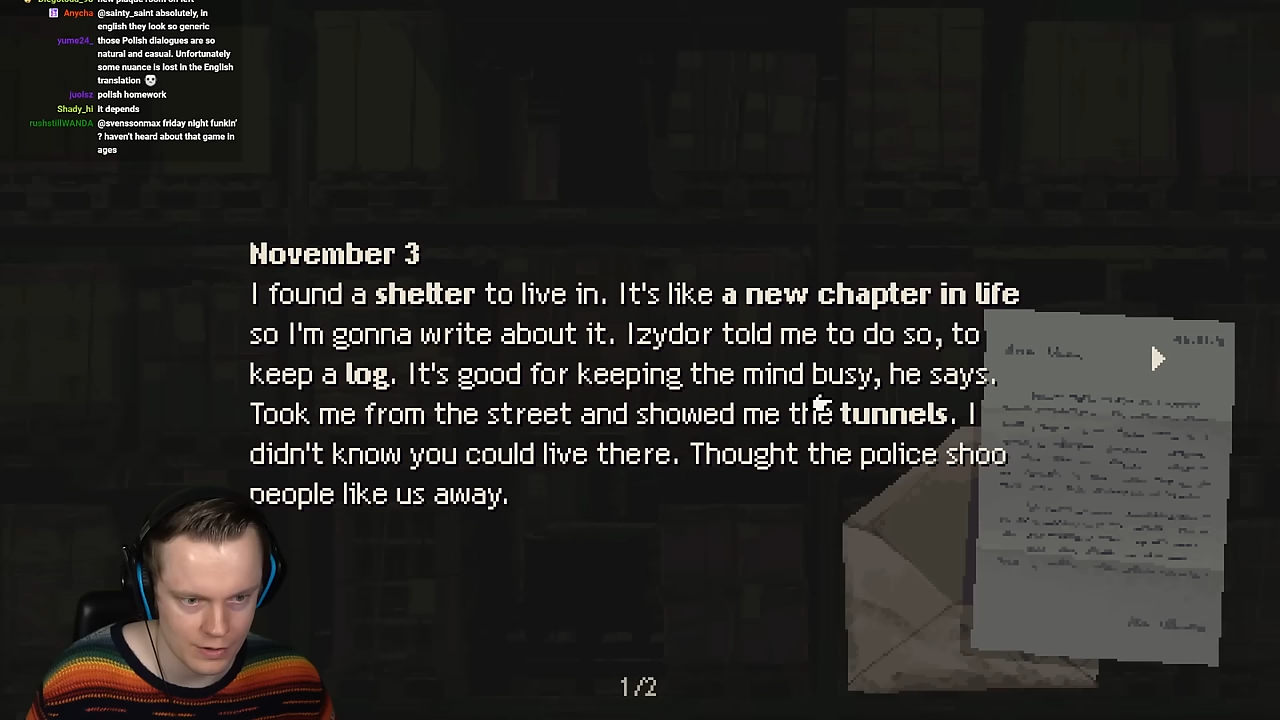 new plaque room on left
Anycha @sainty_saint absolutely, in
english they look so generic
yume24_ those Polish dialogues are so
natural and casual. Unfortunately
some nuance is lost in the English
translation
juolsz polish homework
Shady_hi it depends
rushstillWANDA @svenssonmax friday night funkin'
? haven't heard about that game in
ages
November 3
I found a shelter to live in. It's like a new chapter in life
so I'm gonna write about it. Izydor told me to do so, to
keep a log. It's good for keeping the mind busy, he says.
Took me from the street and showed me the tunnels. I
didn't know you could live there. Thought the police shoo
people like us away.
1/2